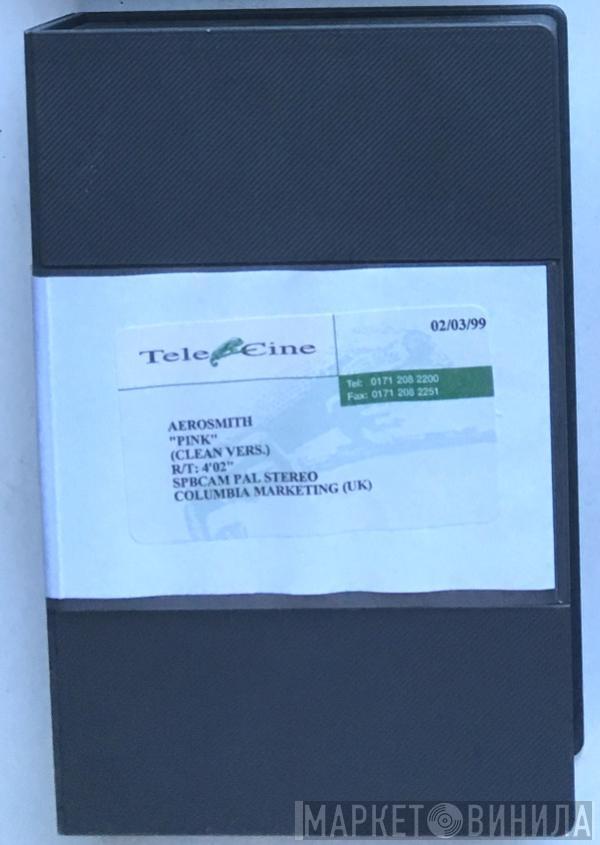 02/03/99
Tele Cine
Tel: 0171 208 2200
Fax: 0171 208 2251
AEROSMITH
"PINK"
(CLEAN VERS.)
R/T: 4'02"
SPBCAM PAL STEREO
COLUMBIA MARKETING (UK)
МАРКЕТ ВИНИЛА